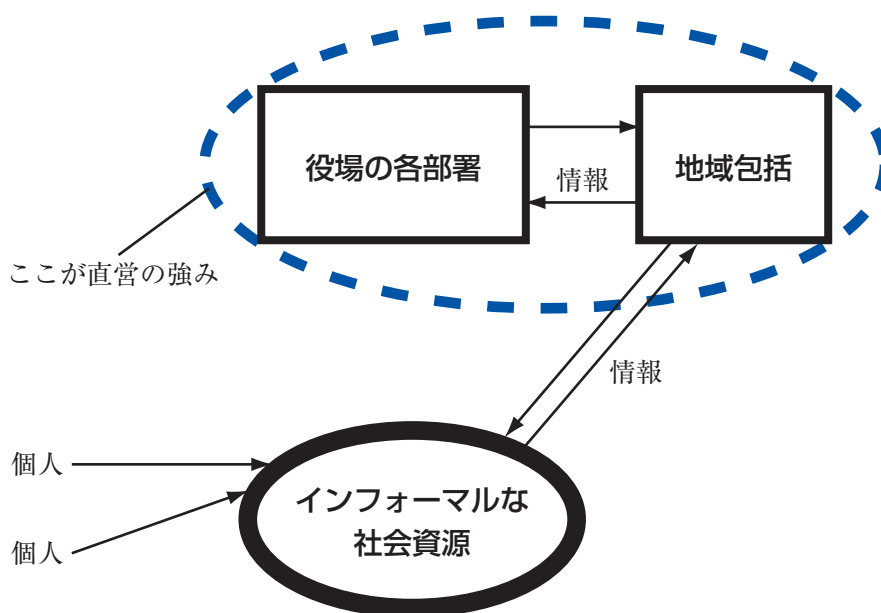 役場の各部署
情報
地域包括
ここが直営の強み
情報
個人
個人
インフォーマルな
社会資源